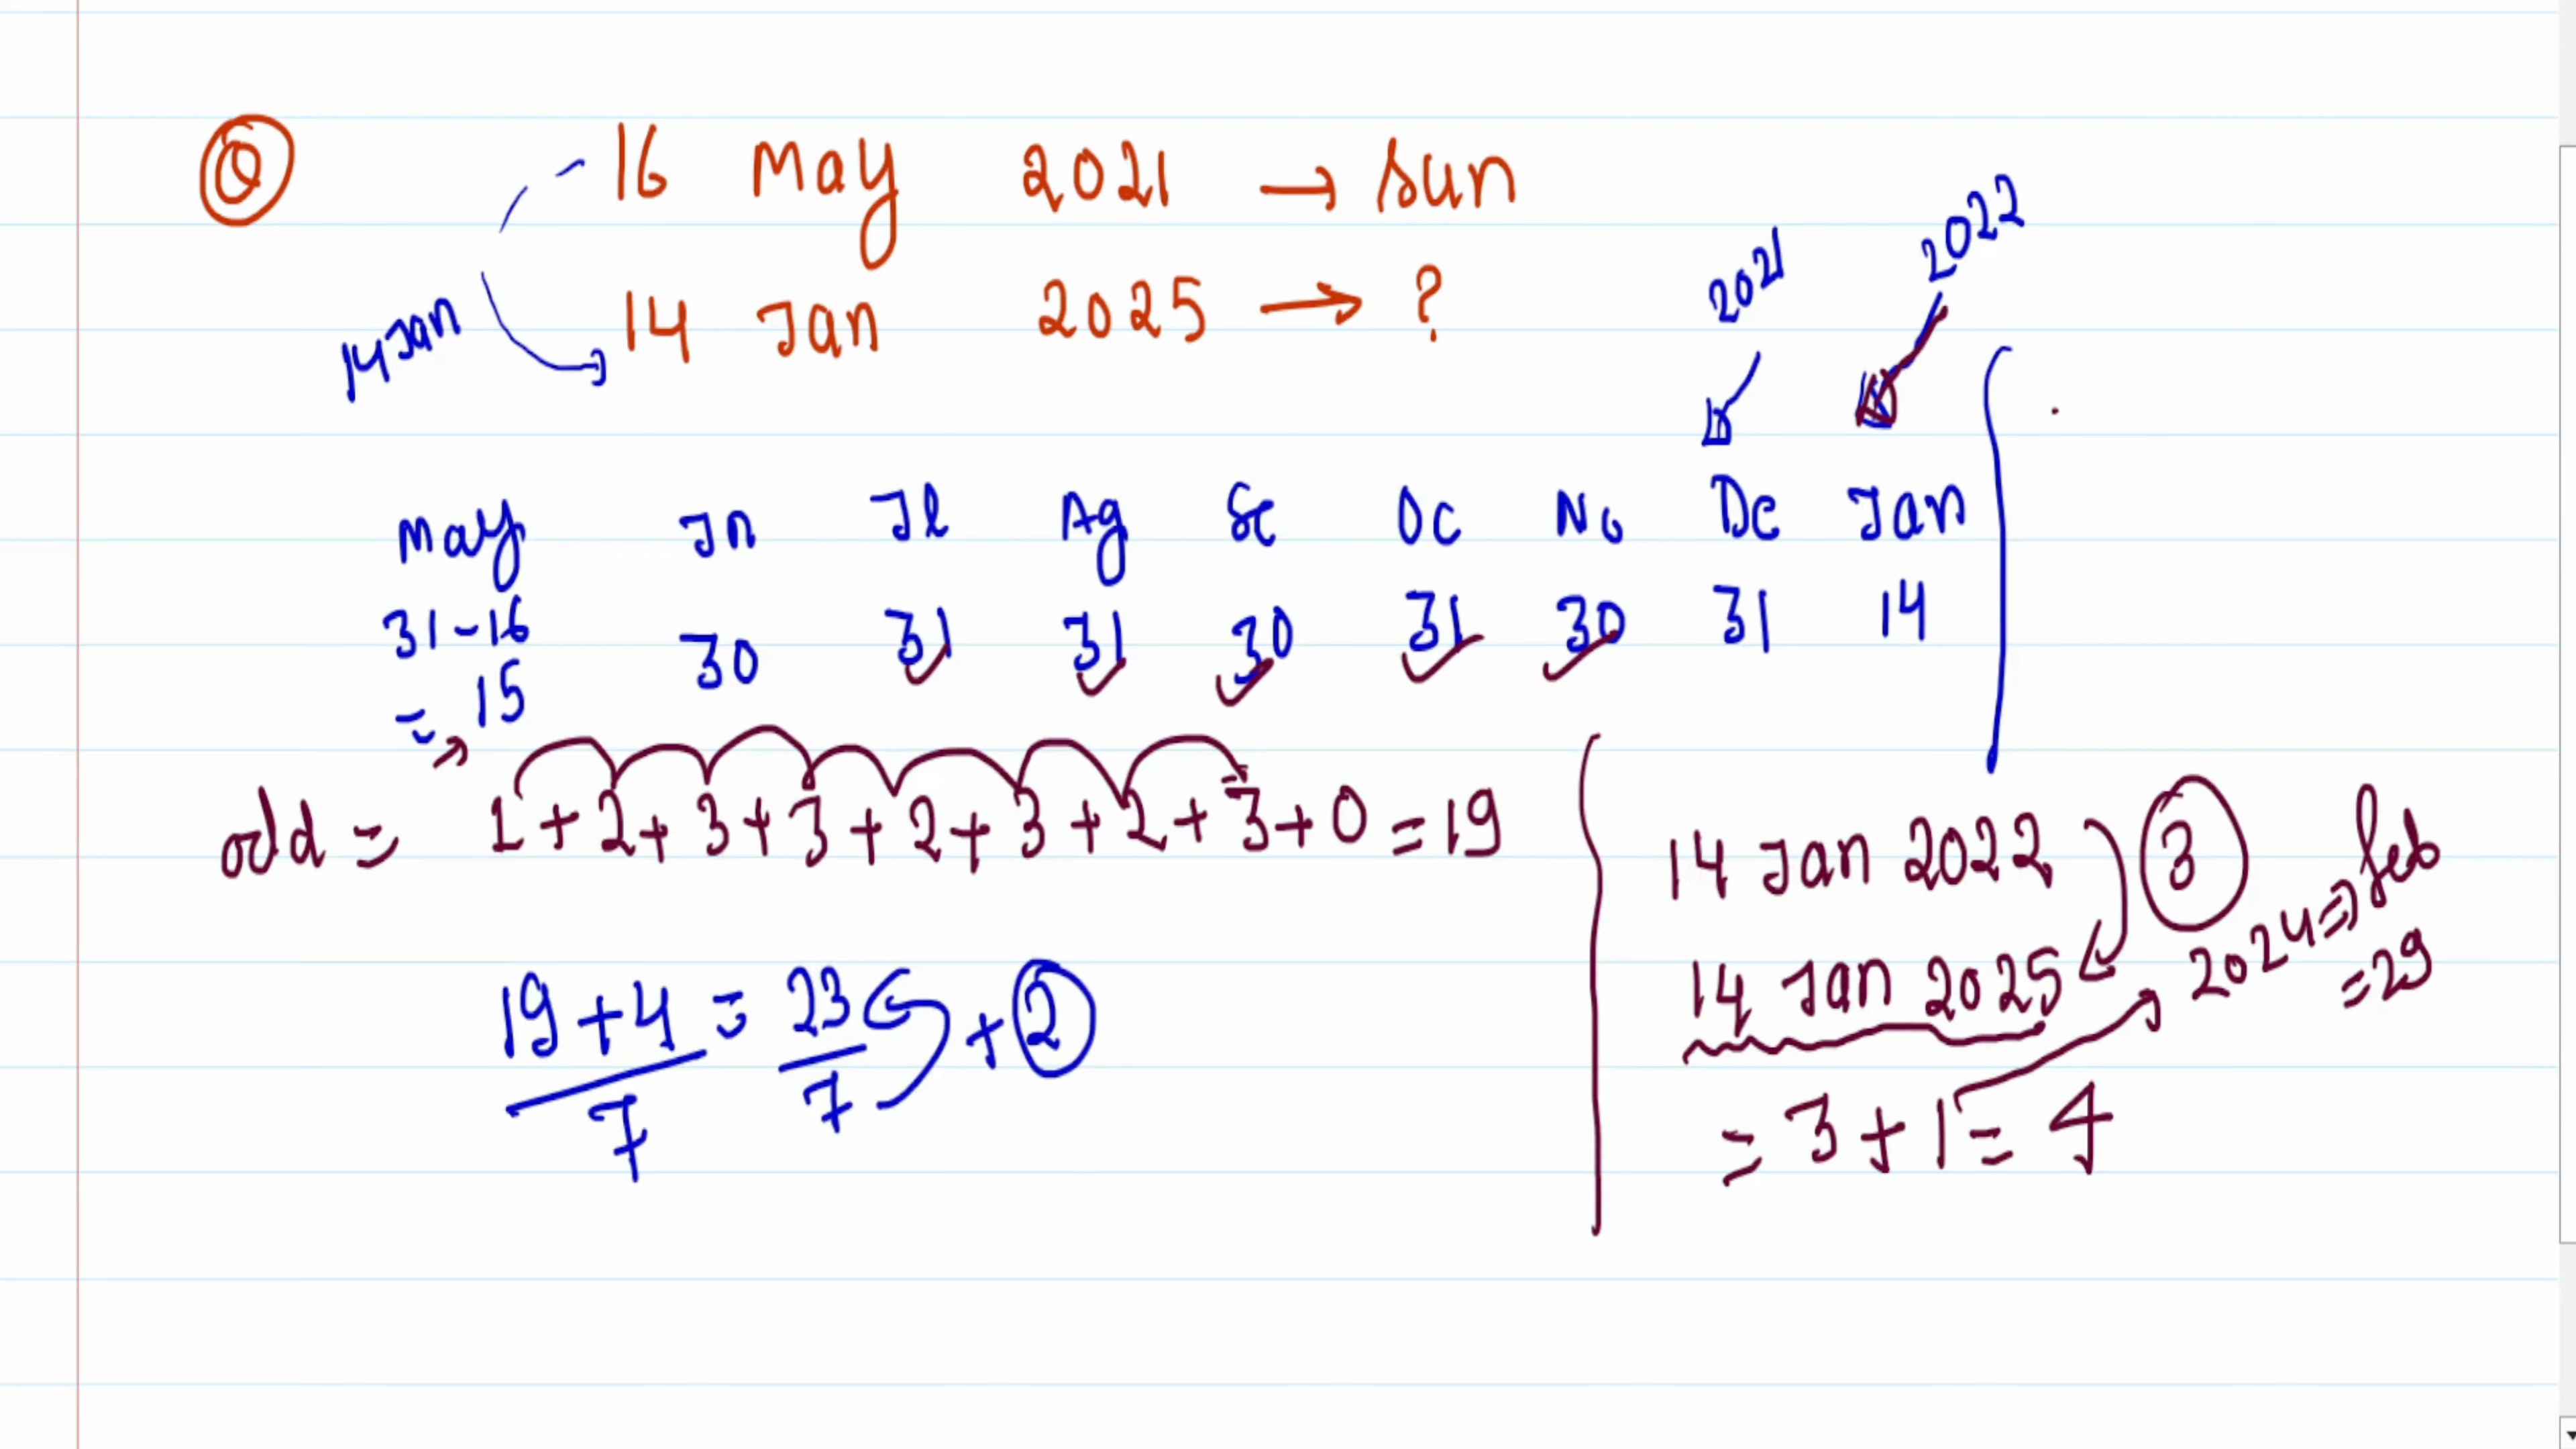 Q 16 May 2021 → Sun
14 Jan 2025 → ?
14 Jan
2021 2022
May Jn Jl Ag Se Oc No De Jan
31-16 30 31 31 30 31 30 31 14
= 15
odd = 1+2+3+3+2+3+2+3+0=19
14 Jan 2022 3
14 Jan 2025
2024 ⇒ Feb
=29
= 3+1=4
19+4 = 23 +2
7 7